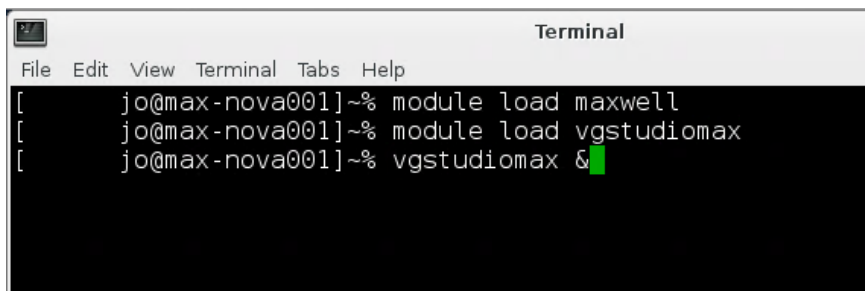 Terminal
File Edit View Terminal Tabs Help
[ jo@max-nova001]~% module load maxwell
[ jo@max-nova001]~% module load vgstudiomax
[ jo@max-nova001]~% vgstudiomax &